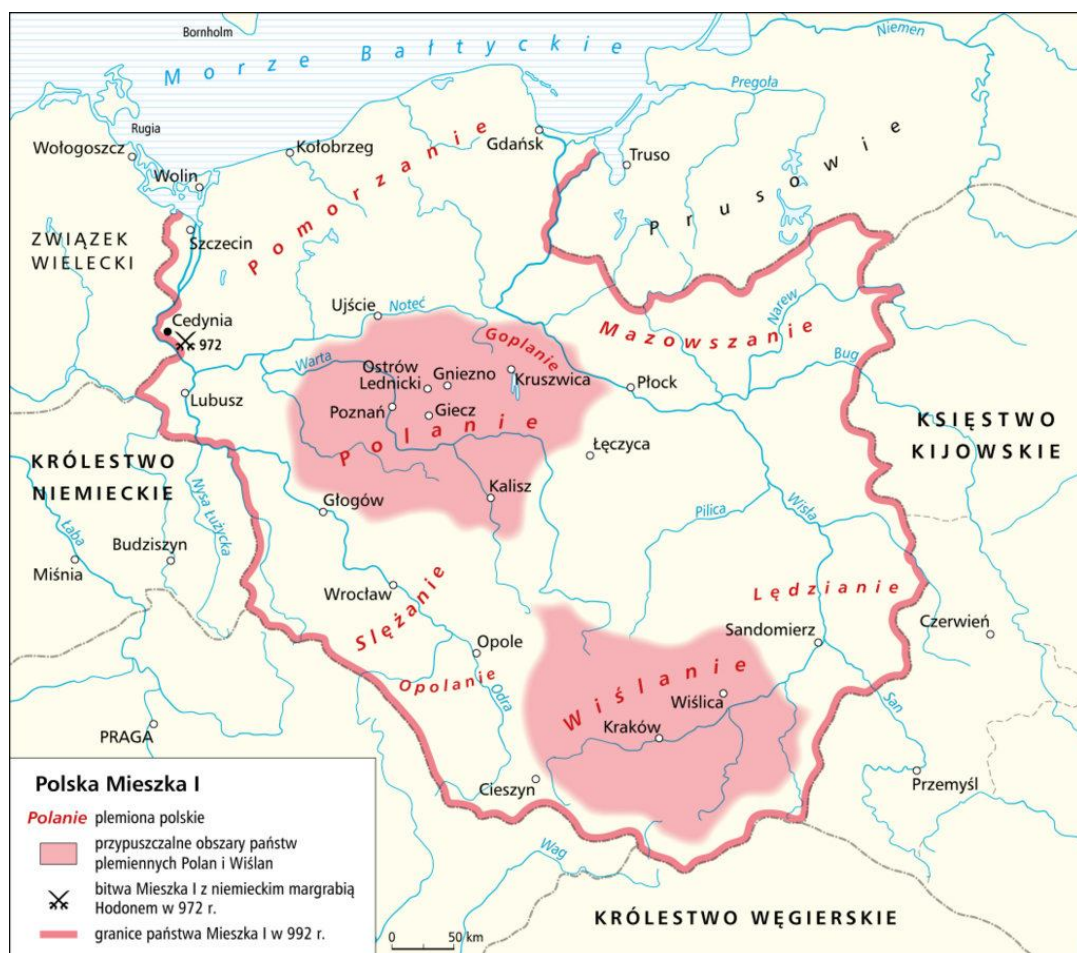 Bornholm
Morze Bałtyckie
Niemen
Pregoła
Rugia
Wołogoszcz
Kołobrzeg
Gdańsk
Truso
Wolin
Pomorzanie
Prusowie
ZWIĄZEK
WIELECKI
Szczecin
Ujście
Noteć
Cedynia
972
Goplanie
Mazowszanie
Narew
Bug
Warta
Ostrów
Lednicki
Gniezno
Kruszwica
Płock
Lubusz
Poznań
Giecz
Polanie
Łęczyca
KSIĘSTWO
KIJOWSKIE
KRÓLESTWO
NIEMIECKIE
Nysa Łużycka
Głogów
Kalisz
Pilica
Wisła
Łaba
Budziszyn
Miśnia
Wrocław
Ślężanie
Lędzianie
Czerwień
Opole
Sandomierz
Opolanie
Odra
Wiślanie
Wiślica
San
PRAGA
Kraków
Cieszyn
Przemyśl
Wag
KRÓLESTWO WĘGIERSKIE
Polska Mieszka I
Polanie plemiona polskie
przypuszczalne obszary państw
plemiennych Polan i Wiślan
bitwa Mieszka I z niemieckim margrabią
Hodonem w 972 r.
granice państwa Mieszka I w 992 r.
0 50 km